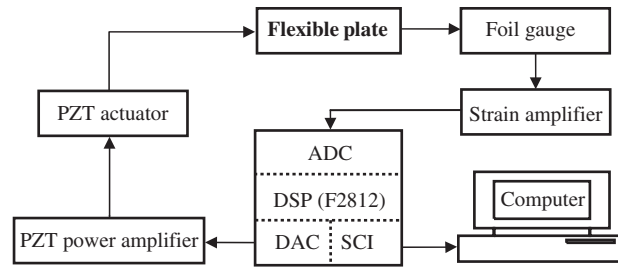 Flexible plate
Foil gauge
PZT actuator
Strain amplifier
ADC
DSP (F2812)
Computer
PZT power amplifier
DAC
SCI